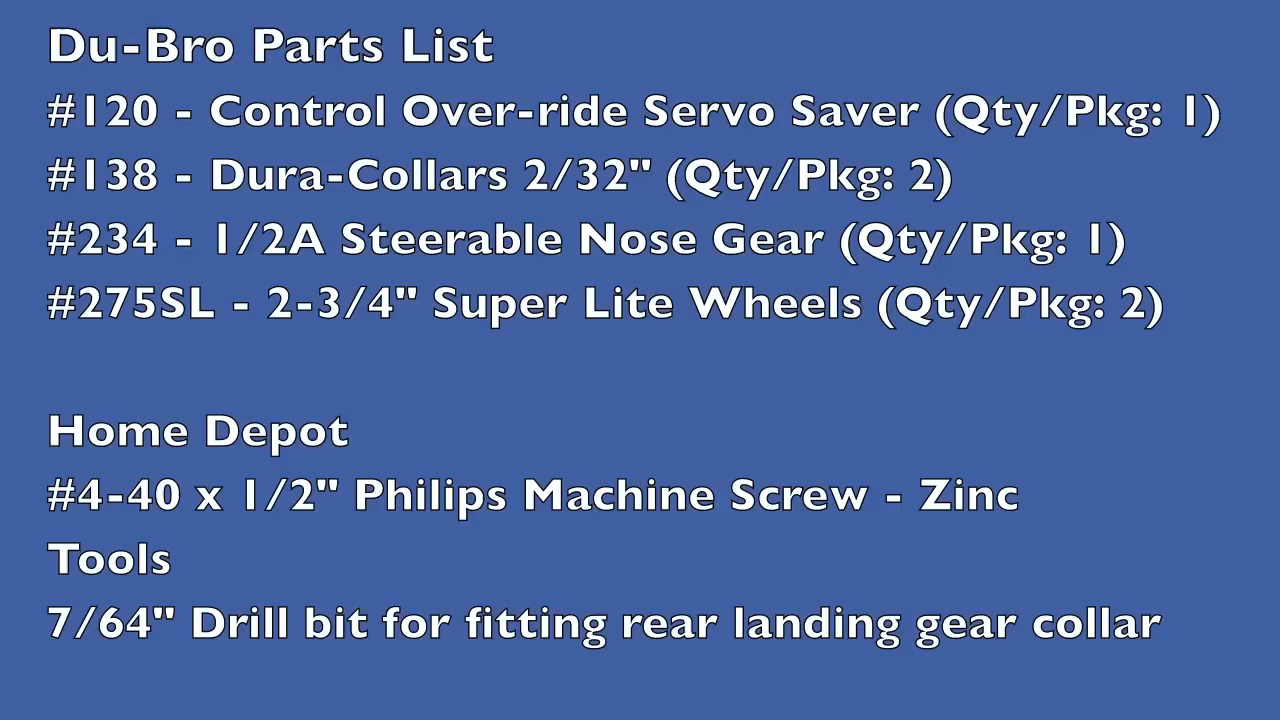 Du-Bro Parts List
#120 - Control Over-ride Servo Saver (Qty/Pkg: 1)
#138 - Dura-Collars 2/32" (Qty/Pkg: 2)
#234 - 1/2A Steerable Nose Gear (Qty/Pkg: 1)
#275SL - 2-3/4" Super Lite Wheels (Qty/Pkg: 2)
Home Depot
#4-40 x 1/2" Philips Machine Screw - Zinc
Tools
7/64" Drill bit for fitting rear landing gear collar